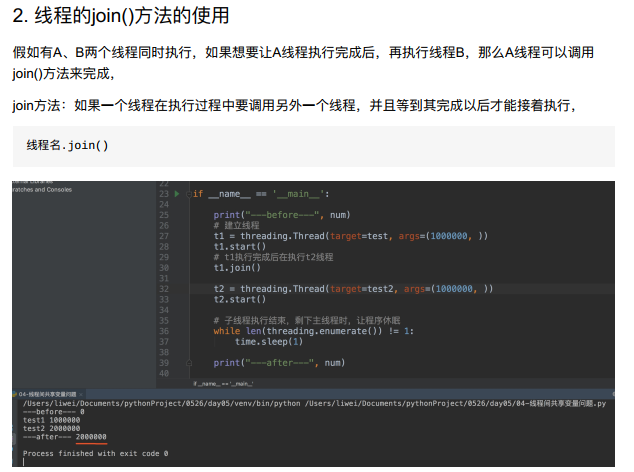 2. 线程的join()方法的使用
假如有A、B两个线程同时执行，如果想要让A线程执行完成后，再执行线程B，那么A线程可以调用
join()方法来完成，
join方法：如果一个线程在执行过程中要调用另外一个线程，并且等到其完成以后才能接着执行，
线程名.join()
ratches and Consoles
22
23 if __name__ == '__main__':
24
25 print("---before---", num)
26 # 建立线程
27 t1 = threading.Thread(target=test, args=(1000000, ))
28 t1.start()
29 # t1执行完成后在执行t2线程
30 t1.join()
31
32 t2 = threading.Thread(target=test2, args=(1000000, ))
33 t2.start()
34
35 # 子线程执行结束，剩下主线程时，让程序休眠
36 while len(threading.enumerate()) != 1:
37 time.sleep(1)
38
39 print("---after---", num)
40
if __name__ == '__main__'
04-线程间共享变量问题
/Users/liwei/Documents/pythonProject/0526/day05/venv/bin/python /Users/liwei/Documents/pythonProject/0526/day05/04-线程间共享变量问题.py
---before--- 0
test1 1000000
test2 2000000
---after--- 2000000
Process finished with exit code 0